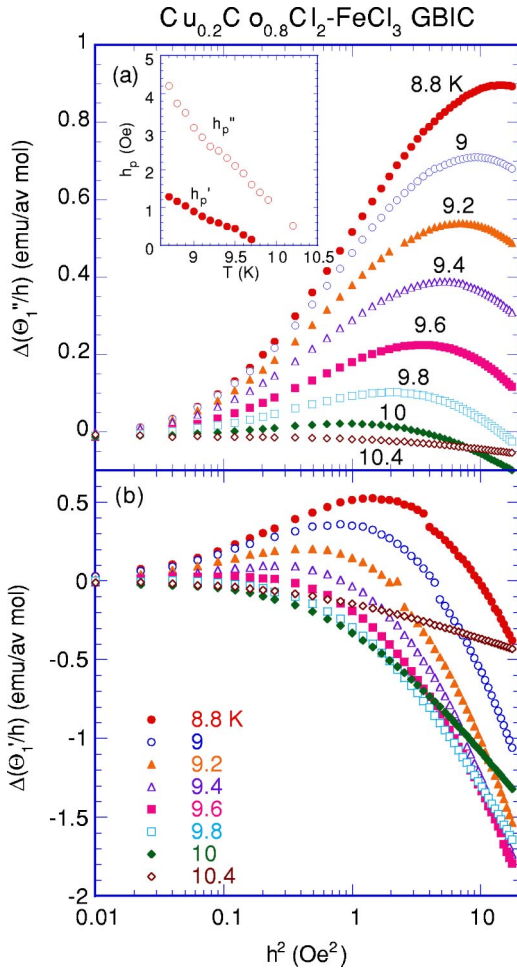 Cu₀.₂Co₀.₈Cl₂-FeCl₃ GBIC
(a)
1
0.8
0.6
0.4
0.2
0
Δ(Θ₁''/h) (emu/av mol)
5
4
3
2
1
0
h_p (Oe)
h_p''
h_p'
9 9.5 10 10.5
T (K)
8.8 K
9
9.2
9.4
9.6
9.8
10
10.4
(b)
0.5
0
-0.5
-1
-1.5
-2
Δ(Θ₁'/h) (emu/av mol)
8.8 K
9
9.2
9.4
9.6
9.8
10
10.4
0.01 0.1 1 10
h² (Oe²)